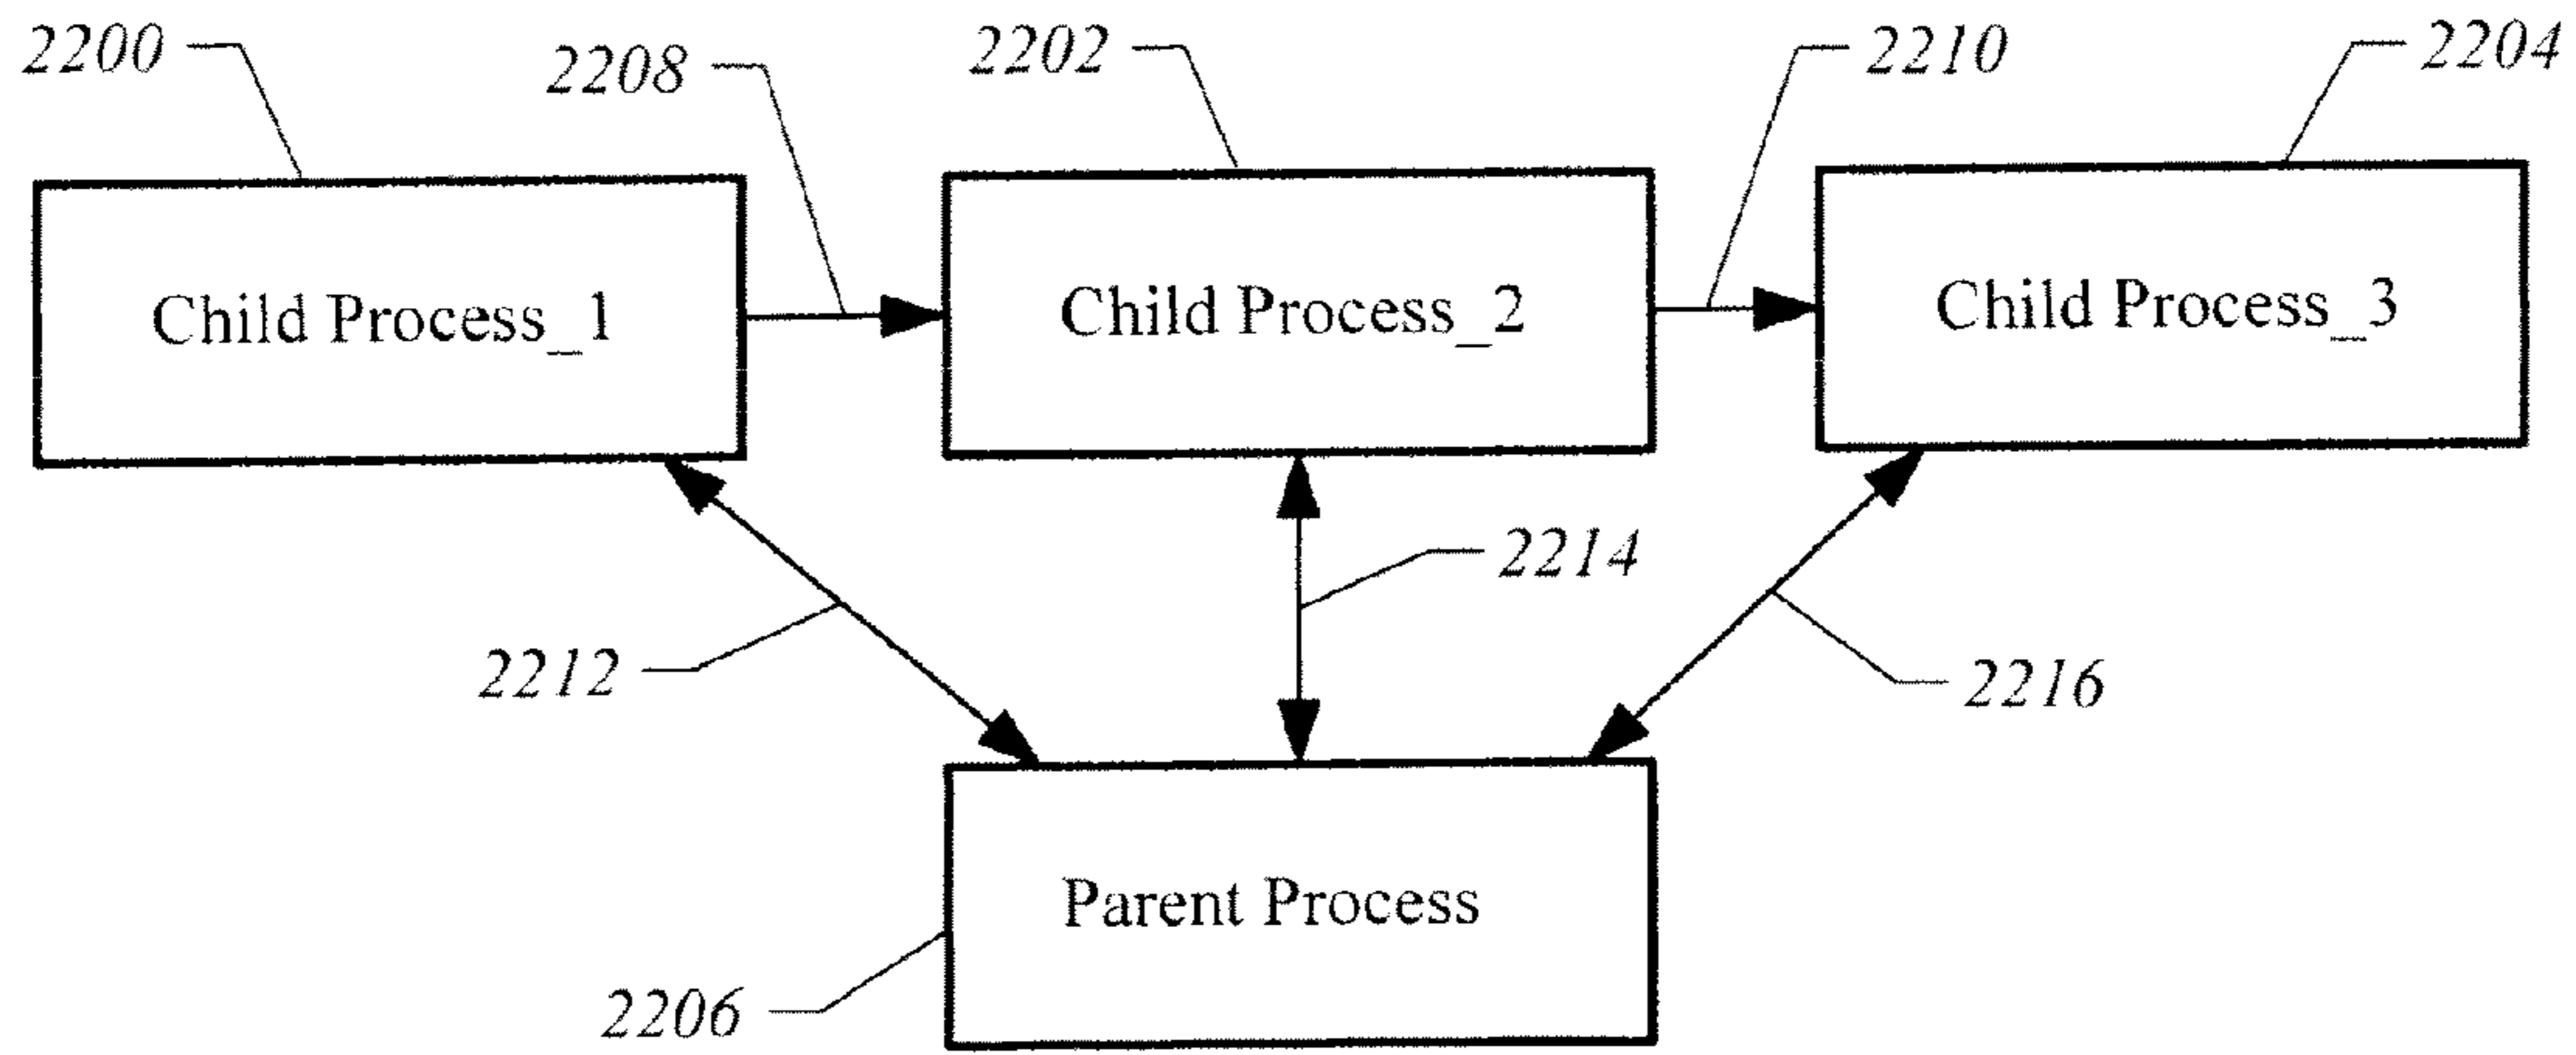 2200
2208
2202
2210
2204
Child Process_1
Child Process_2
Child Process_3
2214
2212
2216
Parent Process
2206